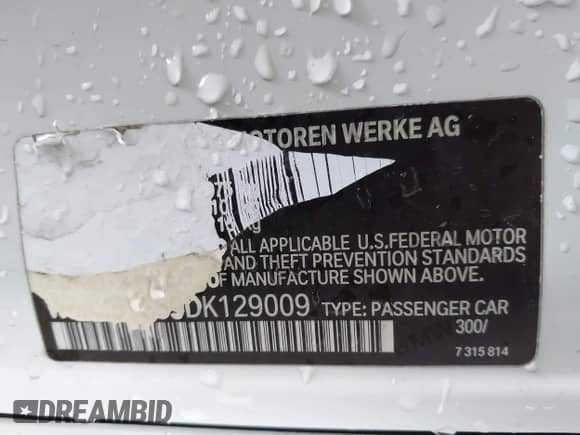 MOTOREN WERKE AG
ALL APPLICABLE U.S.FEDERAL MOTOR
AND THEFT PREVENTION STANDARDS
OF MANUFACTURE SHOWN ABOVE.
DK129009 TYPE: PASSENGER CAR
300/
7 315 814
DREAMBID